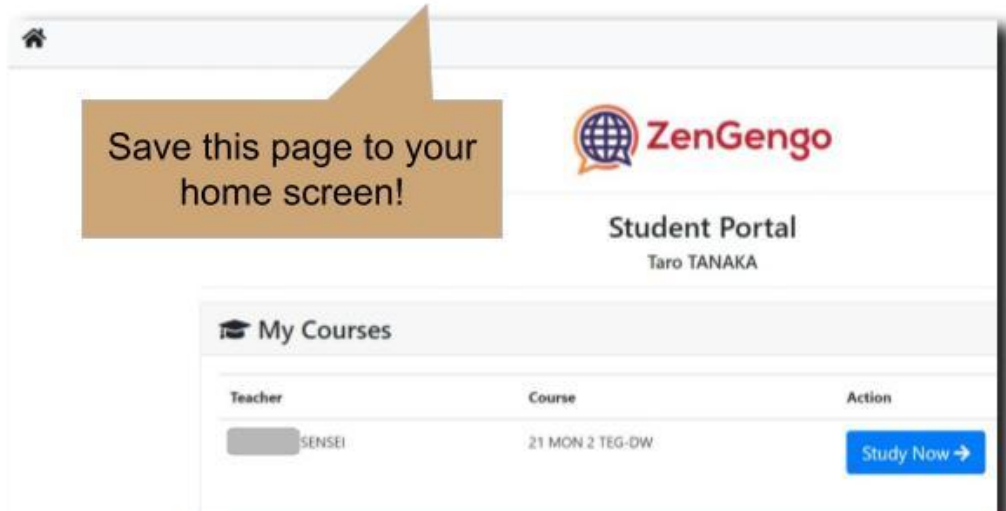 Save this page to your
home screen!
ZenGengo
Student Portal
Taro TANAKA
My Courses
Teacher Course Action
SENSEI 21 MON 2 TEG-DW Study Now